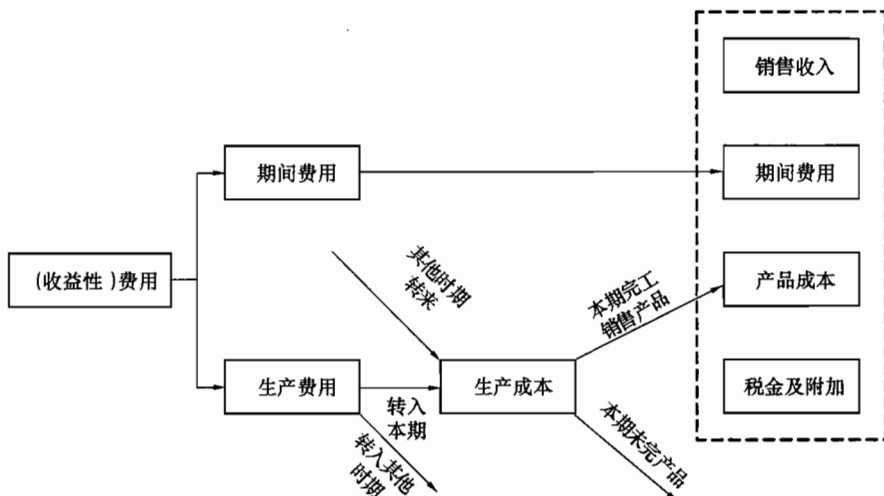 销售收入
期间费用
期间费用
(收益性)费用
其他时期
转来
本期完工
销售产品
产品成本
生产费用
转入
本期
生产成本
税金及附加
转入其他
时期
本期未完产品